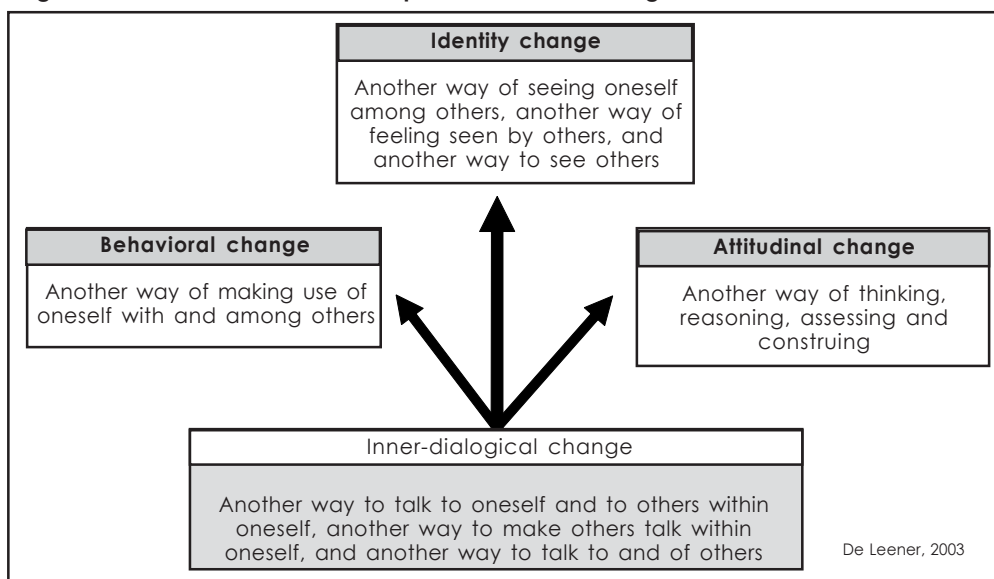 Identity change
Another way of seeing oneself
among others, another way of
feeling seen by others, and
another way to see others
Behavioral change
Another way of making use of
oneself with and among others
Attitudinal change
Another way of thinking,
reasoning, assessing and
construing
Inner-dialogical change
Another way to talk to oneself and to others within
oneself, another way to make others talk within
oneself, and another way to talk to and of others
De Leener, 2003